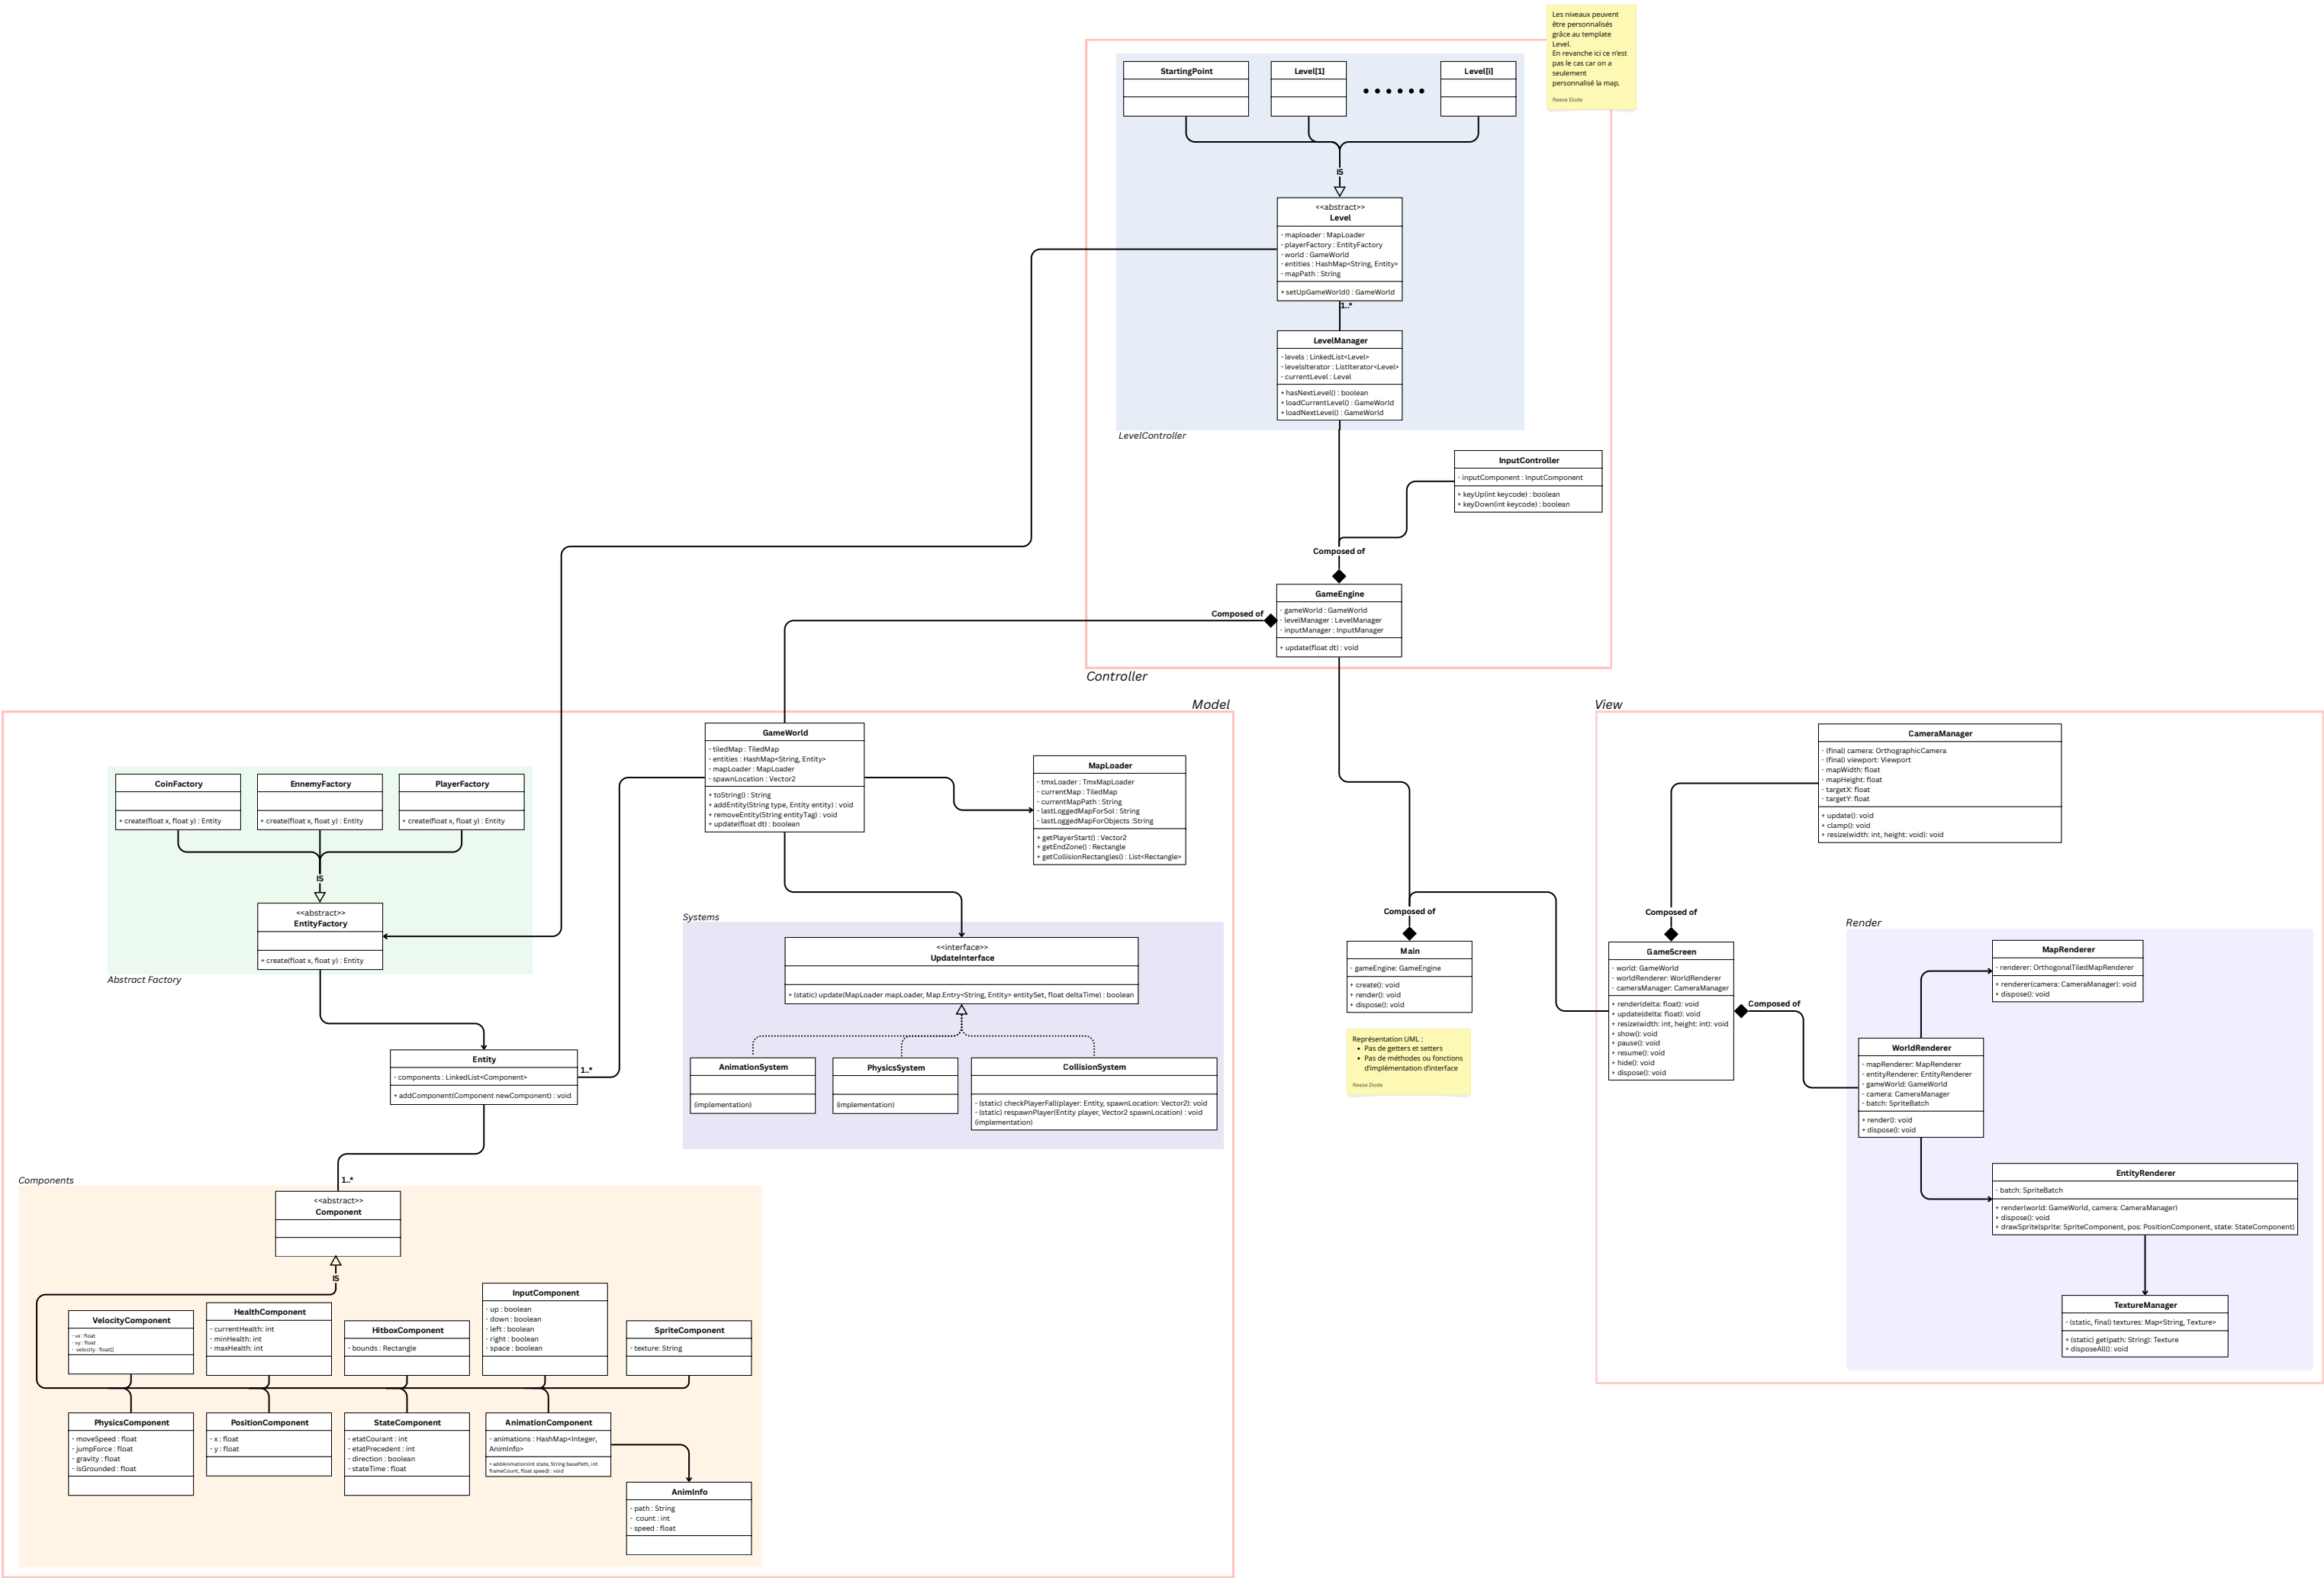 Les niveaux peuvent
être personnalisés
grâce au template
Level.
En revanche ici ce n'est
pas le cas car on a
seulement
personnalisé la map.
Reese Dode
StartingPoint
Level[1]
Level[i]
IS
<<abstract>>
Level
- maploader : MapLoader
- playerFactory : EntityFactory
- world : GameWorld
- entities : HashMap<String, Entity>
- mapPath : String
+ setUpGameWorld() : GameWorld
1..*
LevelManager
- levels : LinkedList<Level>
- levelsIterator : ListIterator<Level>
- currentLevel : Level
+ hasNextLevel() : boolean
+ loadCurrentLevel() : GameWorld
+ loadNextLevel() : GameWorld
LevelController
InputController
- inputComponent : InputComponent
+ keyUp(int keycode) : boolean
+ keyDown(int keycode) : boolean
Composed of
GameEngine
- gameWorld : GameWorld
- levelManager : LevelManager
- inputManager : InputManager
+ update(float dt) : void
Composed of
Controller
Model
GameWorld
- tiledMap : TiledMap
- entities : HashMap<String, Entity>
- mapLoader : MapLoader
- spawnLocation : Vector2
+ toString() : String
+ addEntity(String type, Entity entity) : void
+ removeEntity(String entityTag) : void
+ update(float dt) : boolean
MapLoader
- tmxLoader : TmxMapLoader
- currentMap : TiledMap
- currentMapPath : String
- lastLoggedMapForSol : String
- lastLoggedMapForObjects :String
+ getPlayerStart() : Vector2
+ getEndZone() : Rectangle
+ getCollisionRectangles() : List<Rectangle>
CoinFactory
+ create(float x, float y) : Entity
EnnemyFactory
+ create(float x, float y) : Entity
PlayerFactory
+ create(float x, float y) : Entity
IS
<<abstract>>
EntityFactory
+ create(float x, float y) : Entity
Abstract Factory
Systems
<<interface>>
UpdateInterface
+ (static) update(MapLoader mapLoader, Map.Entry<String, Entity> entitySet, float deltaTime) : boolean
AnimationSystem
(implementation)
PhysicsSystem
(implementation)
CollisionSystem
- (static) checkPlayerFall(player: Entity, spawnLocation: Vector2): void
- (static) respawnPlayer(Entity player, Vector2 spawnLocation) : void
(implementation)
Entity
- components : LinkedList<Component>
+ addComponent(Component newComponent) : void
1..*
1..*
Components
<<abstract>>
Component
IS
VelocityComponent
- vx : float
- vy : float
- velocity : float[]
HealthComponent
- currentHealth: int
- minHealth: int
- maxHealth: int
HitboxComponent
- bounds : Rectangle
InputComponent
- up : boolean
- down : boolean
- left : boolean
- right : boolean
- space : boolean
SpriteComponent
- texture: String
PhysicsComponent
- moveSpeed : float
- jumpForce : float
- gravity : float
- isGrounded : float
PositionComponent
- x : float
- y : float
StateComponent
- etatCourant : int
- etatPrecedent : int
- direction : boolean
- stateTime : float
AnimationComponent
- animations : HashMap<Integer,
AnimInfo>
+ addAnimation(int state, String basePath, int
frameCount, float speed) : void
AnimInfo
- path : String
- count : int
- speed : float
Composed of
Main
- gameEngine: GameEngine
+ create(): void
+ render(): void
+ dispose(): void
Représentation UML :
• Pas de getters et setters
• Pas de méthodes ou fonctions
d'implémentation d'interface
Reese Dode
View
CameraManager
- (final) camera: OrthographicCamera
- (final) viewport: Viewport
- mapWidth: float
- mapHeight: float
- targetX: float
- targetY: float
+ update(): void
+ clamp(): void
+ resize(width: int, height: void): void
Composed of
GameScreen
- world: GameWorld
- worldRenderer: WorldRenderer
- cameraManager: CameraManager
+ render(delta: float): void
+ update(delta: float): void
+ resize(width: int, height: int): void
+ show(): void
+ pause(): void
+ resume(): void
+ hide(): void
+ dispose(): void
Composed of
Render
MapRenderer
- renderer: OrthogonalTiledMapRenderer
+ renderer(camera: CameraManager): void
+ dispose(): void
WorldRenderer
- mapRenderer: MapRenderer
- entityRenderer: EntityRenderer
- gameWorld: GameWorld
- camera: CameraManager
- batch: SpriteBatch
+ render(): void
+ dispose(): void
EntityRenderer
- batch: SpriteBatch
+ render(world: GameWorld, camera: CameraManager)
+ dispose(): void
+ drawSprite(sprite: SpriteComponent, pos: PositionComponent, state: StateComponent)
TextureManager
- (static, final) textures: Map<String, Texture>
+ (static) get(path: String): Texture
+ disposeAll(): void